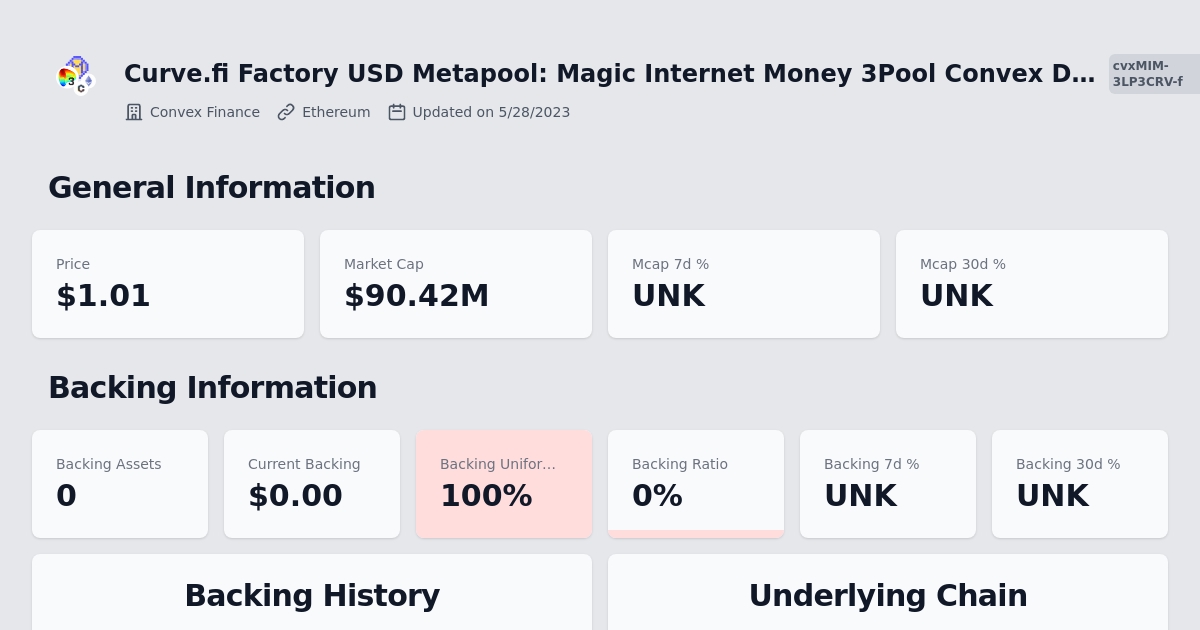 Curve.fi Factory USD Metapool: Magic Internet Money 3Pool Convex D...
cvxMIM-
3LP3CRV-f
Convex Finance Ethereum Updated on 5/28/2023
General Information
Price Market Cap Mcap 7d % Mcap 30d %
$1.01 $90.42M UNK UNK
Backing Information
Backing Assets Current Backing Backing Unifor... Backing Ratio Backing 7d % Backing 30d %
0 $0.00 100% 0% UNK UNK
Backing History Underlying Chain